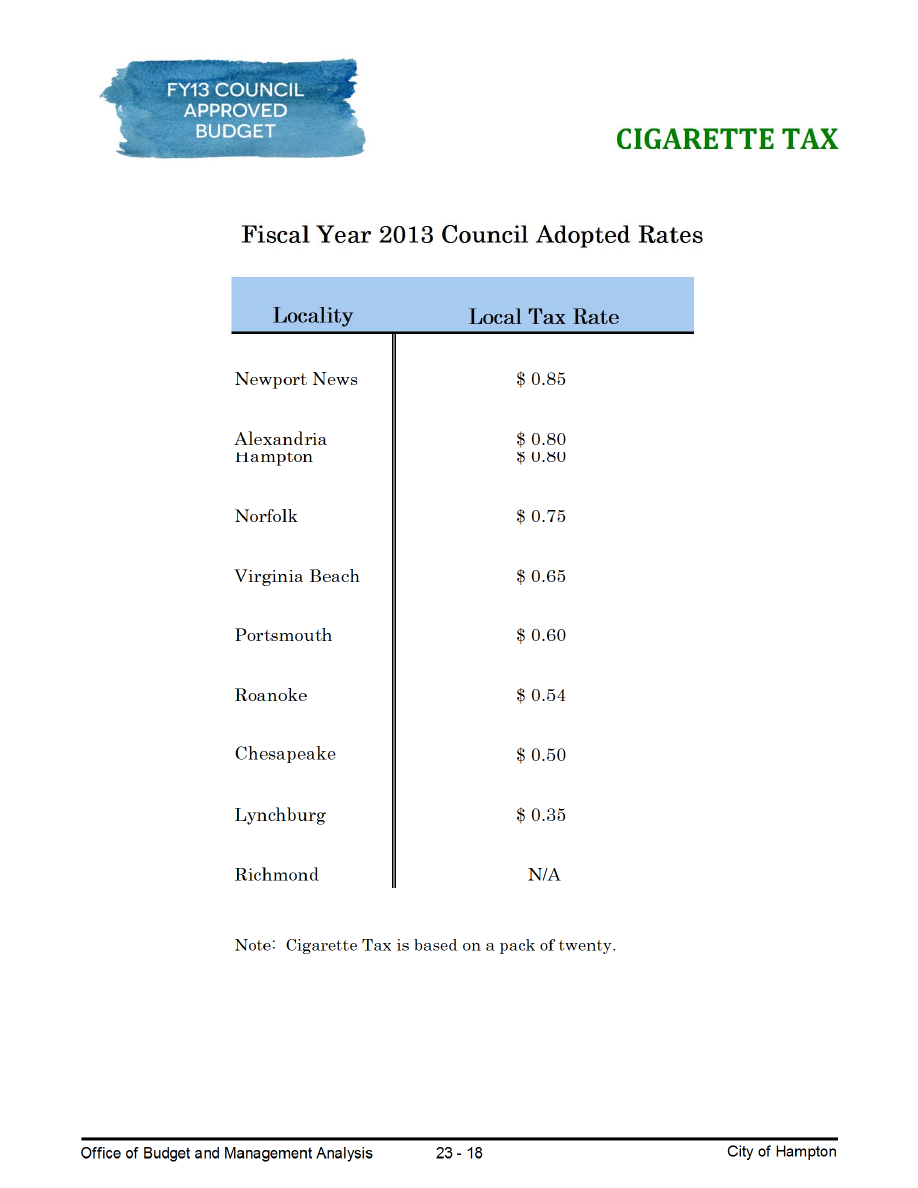 FY13 COUNCIL
APPROVED
BUDGET
CIGARETTE TAX
Fiscal Year 2013 Council Adopted Rates
Locality Local Tax Rate
Newport News $ 0.85
Alexandria $ 0.80
Hampton $ 0.80
Norfolk $ 0.75
Virginia Beach $ 0.65
Portsmouth $ 0.60
Roanoke $ 0.54
Chesapeake $ 0.50
Lynchburg $ 0.35
Richmond N/A
Note: Cigarette Tax is based on a pack of twenty.
Office of Budget and Management Analysis 23 - 18 City of Hampton